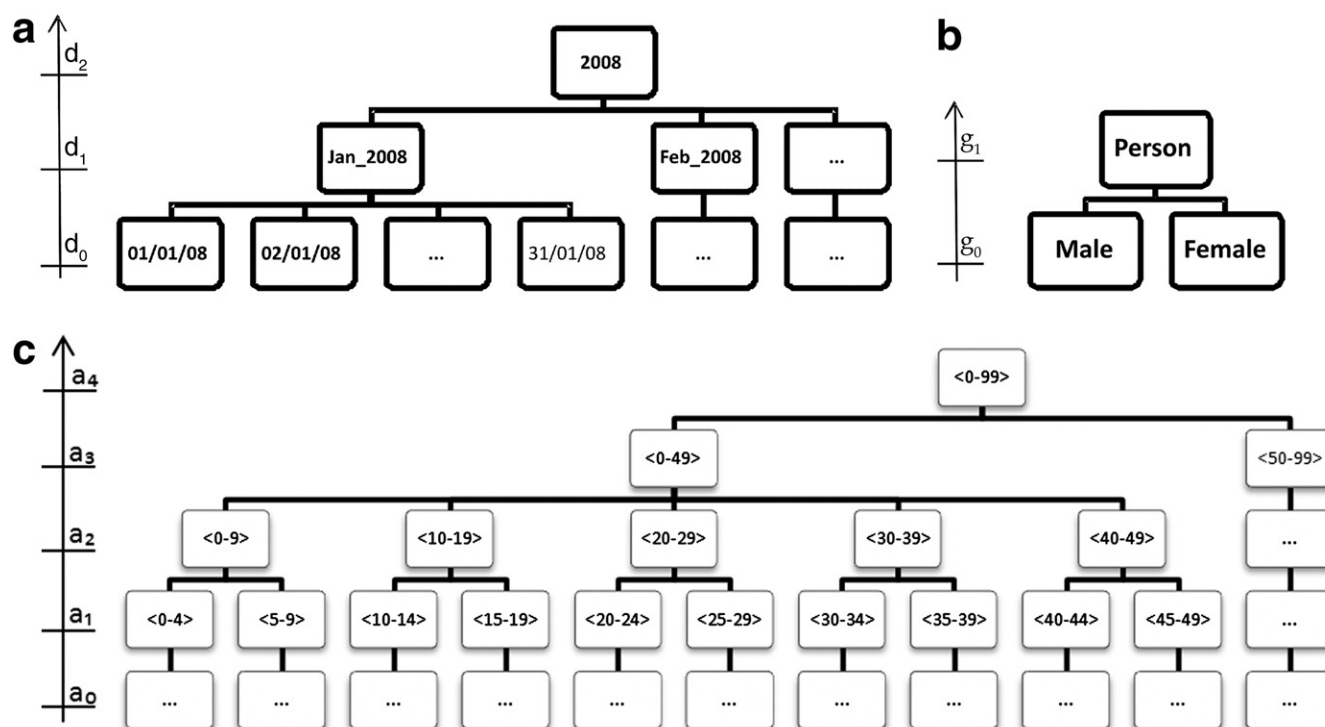 a
d2
2008
d1
Jan_2008
Feb_2008
...
d0
01/01/08
02/01/08
...
31/01/08
...
...
b
g1
Person
g0
Male
Female
c
a4
<0-99>
a3
<0-49>
<50-99>
a2
<0-9>
<10-19>
<20-29>
<30-39>
<40-49>
...
a1
<0-4>
<5-9>
<10-14>
<15-19>
<20-24>
<25-29>
<30-34>
<35-39>
<40-44>
<45-49>
...
a0
...
...
...
...
...
...
...
...
...
...
...